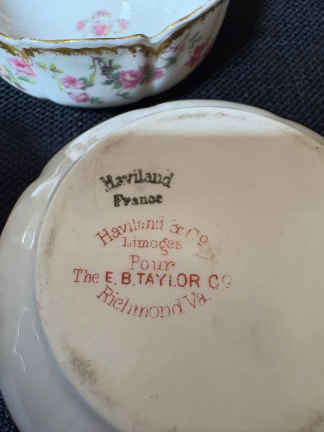 Haviland
France
Haviland & Co
Limoges
Pour
The E. B. TAYLOR CO
Richmond Va.